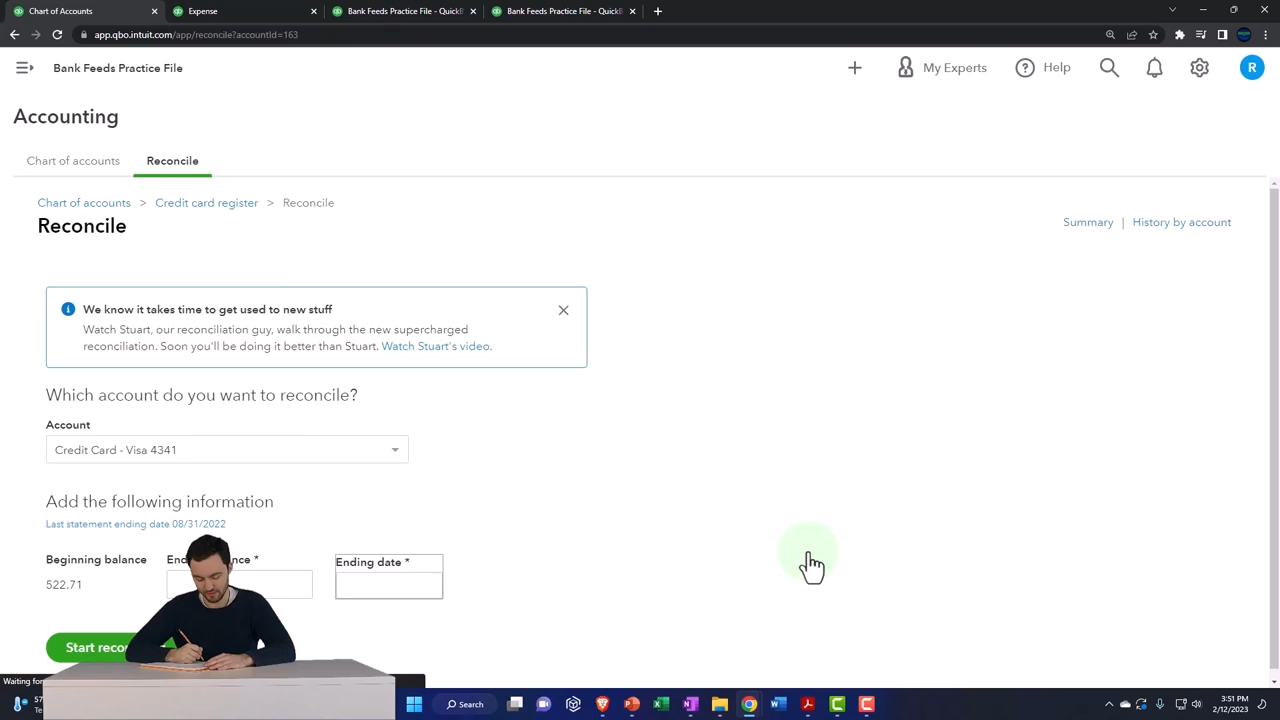 Chart of Accounts
Expense
Bank Feeds Practice File - QuickB
Bank Feeds Practice File - QuickB
app.qbo.intuit.com/app/reconcile?accountId=163
Bank Feeds Practice File
My Experts
Help
R
Accounting
Chart of accounts
Reconcile
Chart of accounts > Credit card register > Reconcile
Reconcile
Summary | History by account
We know it takes time to get used to new stuff
Watch Stuart, our reconciliation guy, walk through the new supercharged
reconciliation. Soon you'll be doing it better than Stuart. Watch Stuart's video.
Which account do you want to reconcile?
Account
Credit Card - Visa 4341
Add the following information
Last statement ending date 08/31/2022
Beginning balance
Ending date *
522.71
Start
Waiting
Search
3:51 PM
2/12/2023